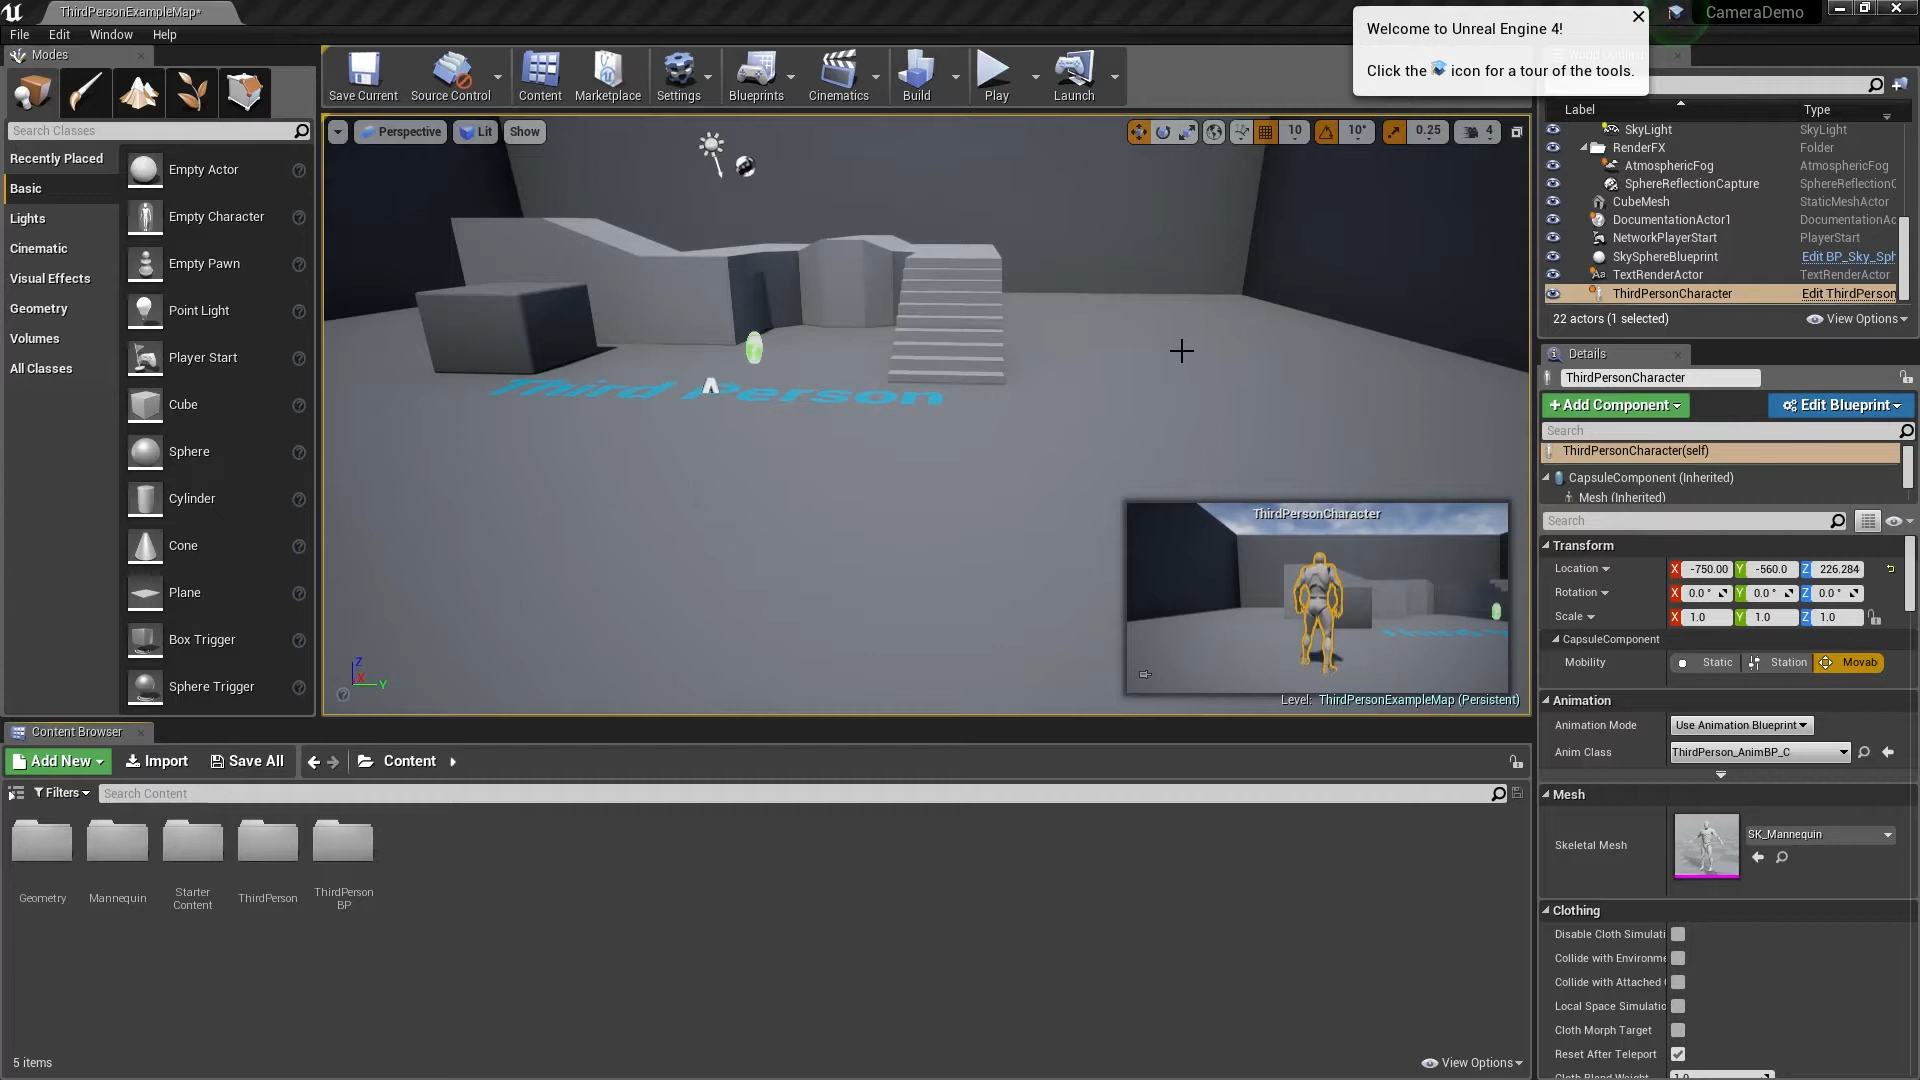 ThirdPersonExampleMap*
CameraDemo
File Edit Window Help
Welcome to Unreal Engine 4!
Click the icon for a tour of the tools.
Modes
Save Current
Source Control
Content
Marketplace
Settings
Blueprints
Cinematics
Build
Play
Launch
Search Classes
Recently Placed
Basic
Lights
Cinematic
Visual Effects
Geometry
Volumes
All Classes
Empty Actor
Empty Character
Empty Pawn
Point Light
Player Start
Cube
Sphere
Cylinder
Cone
Plane
Box Trigger
Sphere Trigger
Perspective Lit Show
10 10° 0.25 4
Third Person
ThirdPersonCharacter
Level: ThirdPersonExampleMap (Persistent)
Label Type
SkyLight SkyLight
RenderFX Folder
AtmosphericFog AtmosphericFog
SphereReflectionCapture SphereReflectionC
CubeMesh StaticMeshActor
DocumentationActor1 DocumentationAc
NetworkPlayerStart PlayerStart
SkySphereBlueprint Edit BP_Sky_Sph
TextRenderActor TextRenderActor
ThirdPersonCharacter Edit ThirdPerson
22 actors (1 selected) View Options
Details
ThirdPersonCharacter
+Add Component Edit Blueprint
Search
ThirdPersonCharacter(self)
CapsuleComponent (Inherited)
Mesh (Inherited)
Search
Transform
Location X -750.00 Y -560.0 Z 226.284
Rotation X 0.0 ° Y 0.0 ° Z 0.0 °
Scale X 1.0 Y 1.0 Z 1.0
CapsuleComponent
Mobility Static Station Movab
Animation
Animation Mode Use Animation Blueprint
Anim Class ThirdPerson_AnimBP_C
Mesh
Skeletal Mesh SK_Mannequin
Clothing
Disable Cloth Simulati
Collide with Environme
Collide with Attached
Local Space Simulatio
Cloth Morph Target
Reset After Teleport
Cloth Blend Weight 1.0
Content Browser
Add New Import Save All Content
Filters Search Content
Geometry
Mannequin
Starter
Content
ThirdPerson
ThirdPerson
BP
5 items View Options